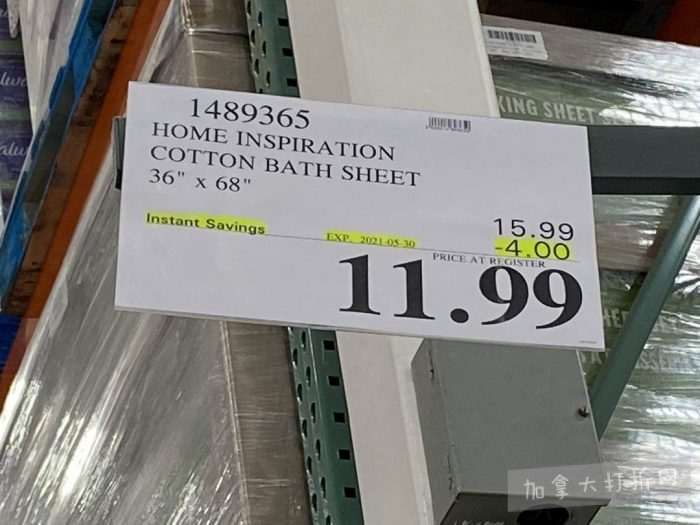 1489365
HOME INSPIRATION
COTTON BATH SHEET
36" x 68"
Instant Savings
EXP. 2021-05-30
15.99
-4.00
PRICE AT REGISTER
11.99
KING SHEET
加拿大打折网